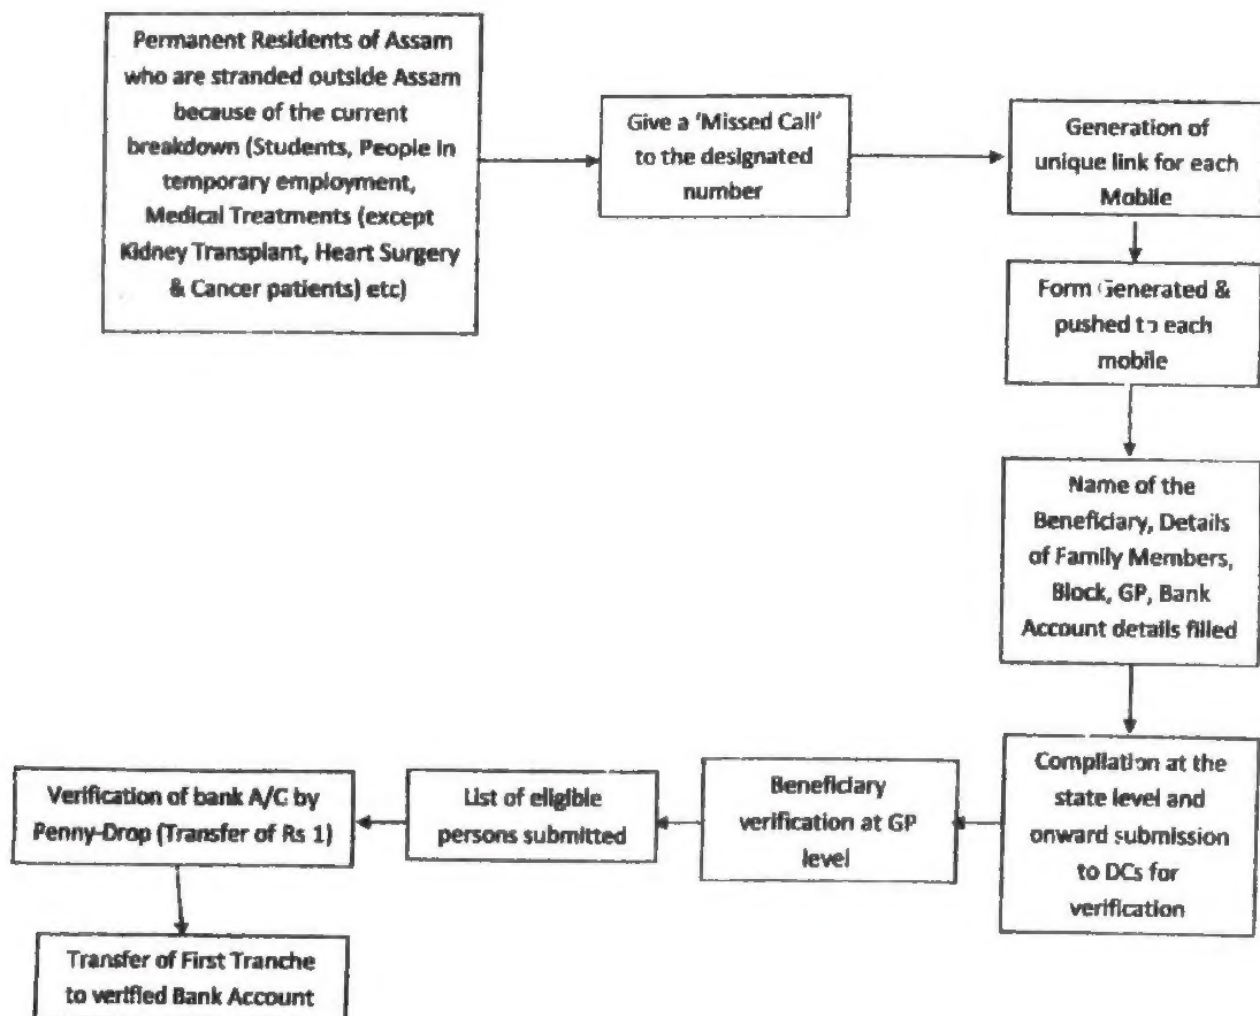 Permanent Residents of Assam
who are stranded outside Assam
because of the current
breakdown (Students, People in
temporary employment,
Medical Treatments (except
Kidney Transplant, Heart Surgery
& Cancer patients) etc)
Give a 'Missed Call'
to the designated
number
Generation of
unique link for each
Mobile
Form Generated &
pushed to each
mobile
Name of the
Beneficiary, Details
of Family Members,
Block, GP, Bank
Account details filled
Compilation at the
state level and
onward submission
to DCs for
verification
Beneficiary
verification at GP
level
List of eligible
persons submitted
Verification of bank A/C by
Penny-Drop (Transfer of Rs 1)
Transfer of First Tranche
to verified Bank Account